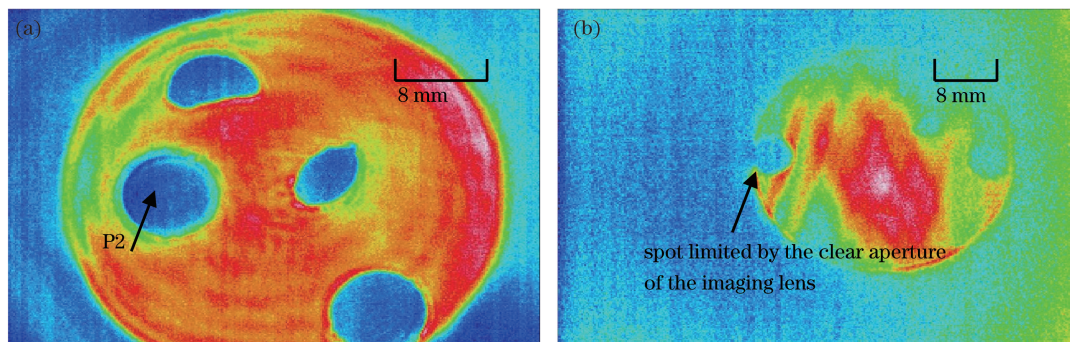 (a)
8 mm
P2
(b)
8 mm
spot limited by the clear aperture
of the imaging lens